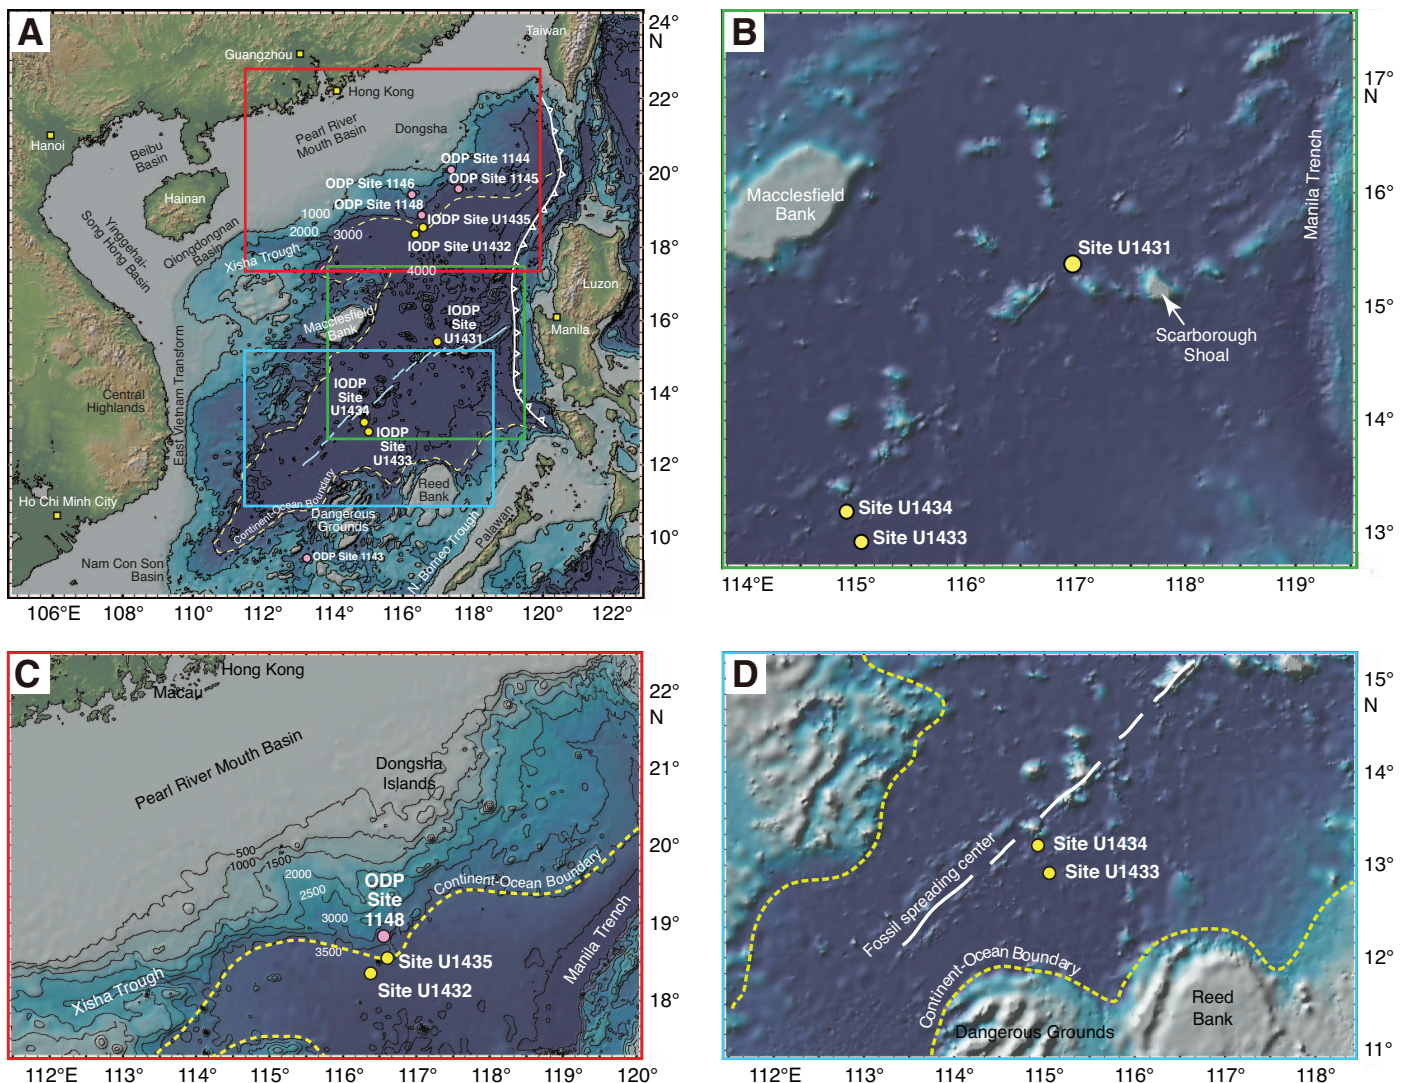 A
24°
N
Taiwan
Guangzhou
Hong Kong
22°
Pearl River
Mouth Basin
Dongsha
Hanoi
Beibu
Basin
ODP Site 1144
20°
ODP Site 1145
ODP Site 1146
Hainan
ODP Site 1148
1000
IODP Site U1435
2000
3000
Yinggehai-
Song Hong Basin
Qiongdongnan
Basin
IODP Site U1432
18°
Xisha Trough
4000
Luzon
Macclesfield
Bank
IODP
Site
U1431
16°
Manila
East Vietnam Transform
IODP
Site
U1434
14°
Central
Highlands
IODP
Site
U1433
12°
Reed
Bank
Continent-Ocean Boundary
Ho Chi Minh City
Dangerous
Grounds
Palawan
10°
ODP Site 1143
N. Borneo Trough
Nam Con Son
Basin
106°E
108°
110°
112°
114°
116°
118°
120°
122°
B
17°
N
Manila Trench
Macclesfield
Bank
16°
Site U1431
15°
Scarborough
Shoal
14°
Site U1434
Site U1433
13°
114°E
115°
116°
117°
118°
119°
C
Hong Kong
Macau
22°
N
Pearl River Mouth Basin
Dongsha
Islands
21°
500
1000
1500
20°
2000
2500
ODP
Site
1148
Continent-Ocean Boundary
3000
19°
Manila Trench
3500
Site U1435
Xisha Trough
Site U1432
18°
112°E
113°
114°
115°
116°
117°
118°
119°
120°
D
15°
N
14°
Site U1434
Site U1433
13°
Fossil spreading center
12°
Continent-Ocean Boundary
Reed
Bank
Dangerous Grounds
11°
112°E
113°
114°
115°
116°
117°
118°